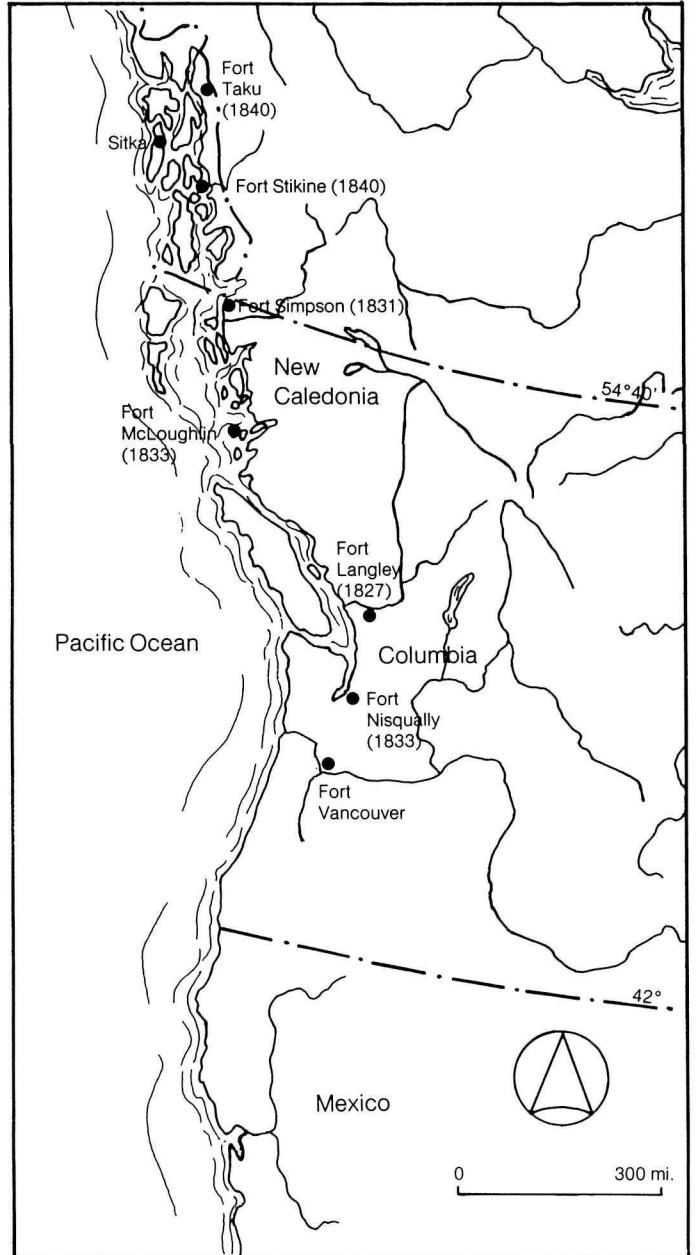 Fort
Taku
(1840)
Sitka
Fort Stikine (1840)
Fort Simpson (1831)
New
Caledonia
54°40'
Fort
McLoughlin
(1833)
Fort
Langley
(1827)
Pacific Ocean
Columbia
Fort
Nisqually
(1833)
Fort
Vancouver
42°
Mexico
0
300 mi.